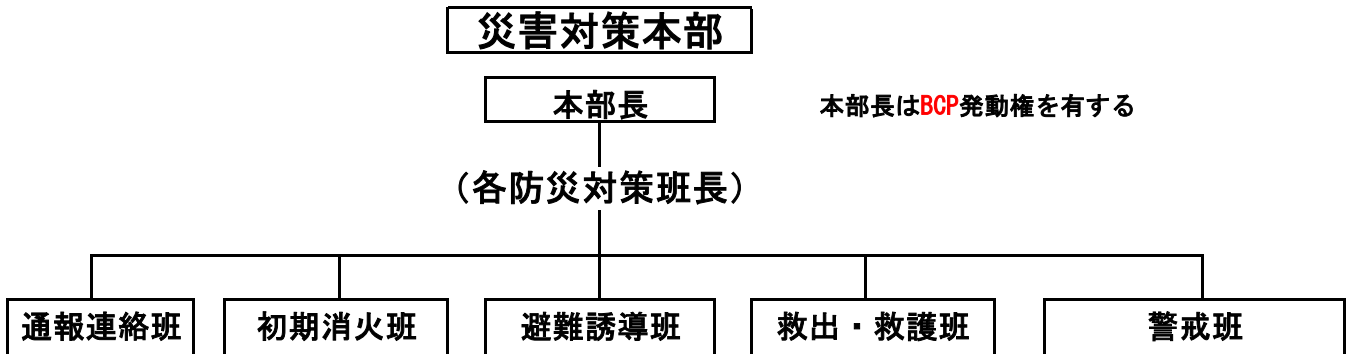 災害対策本部
本部長
本部長はBCP発動権を有する
（各防災対策班長）
通報連絡班
初期消火班
避難誘導班
救出・救護班
警戒班